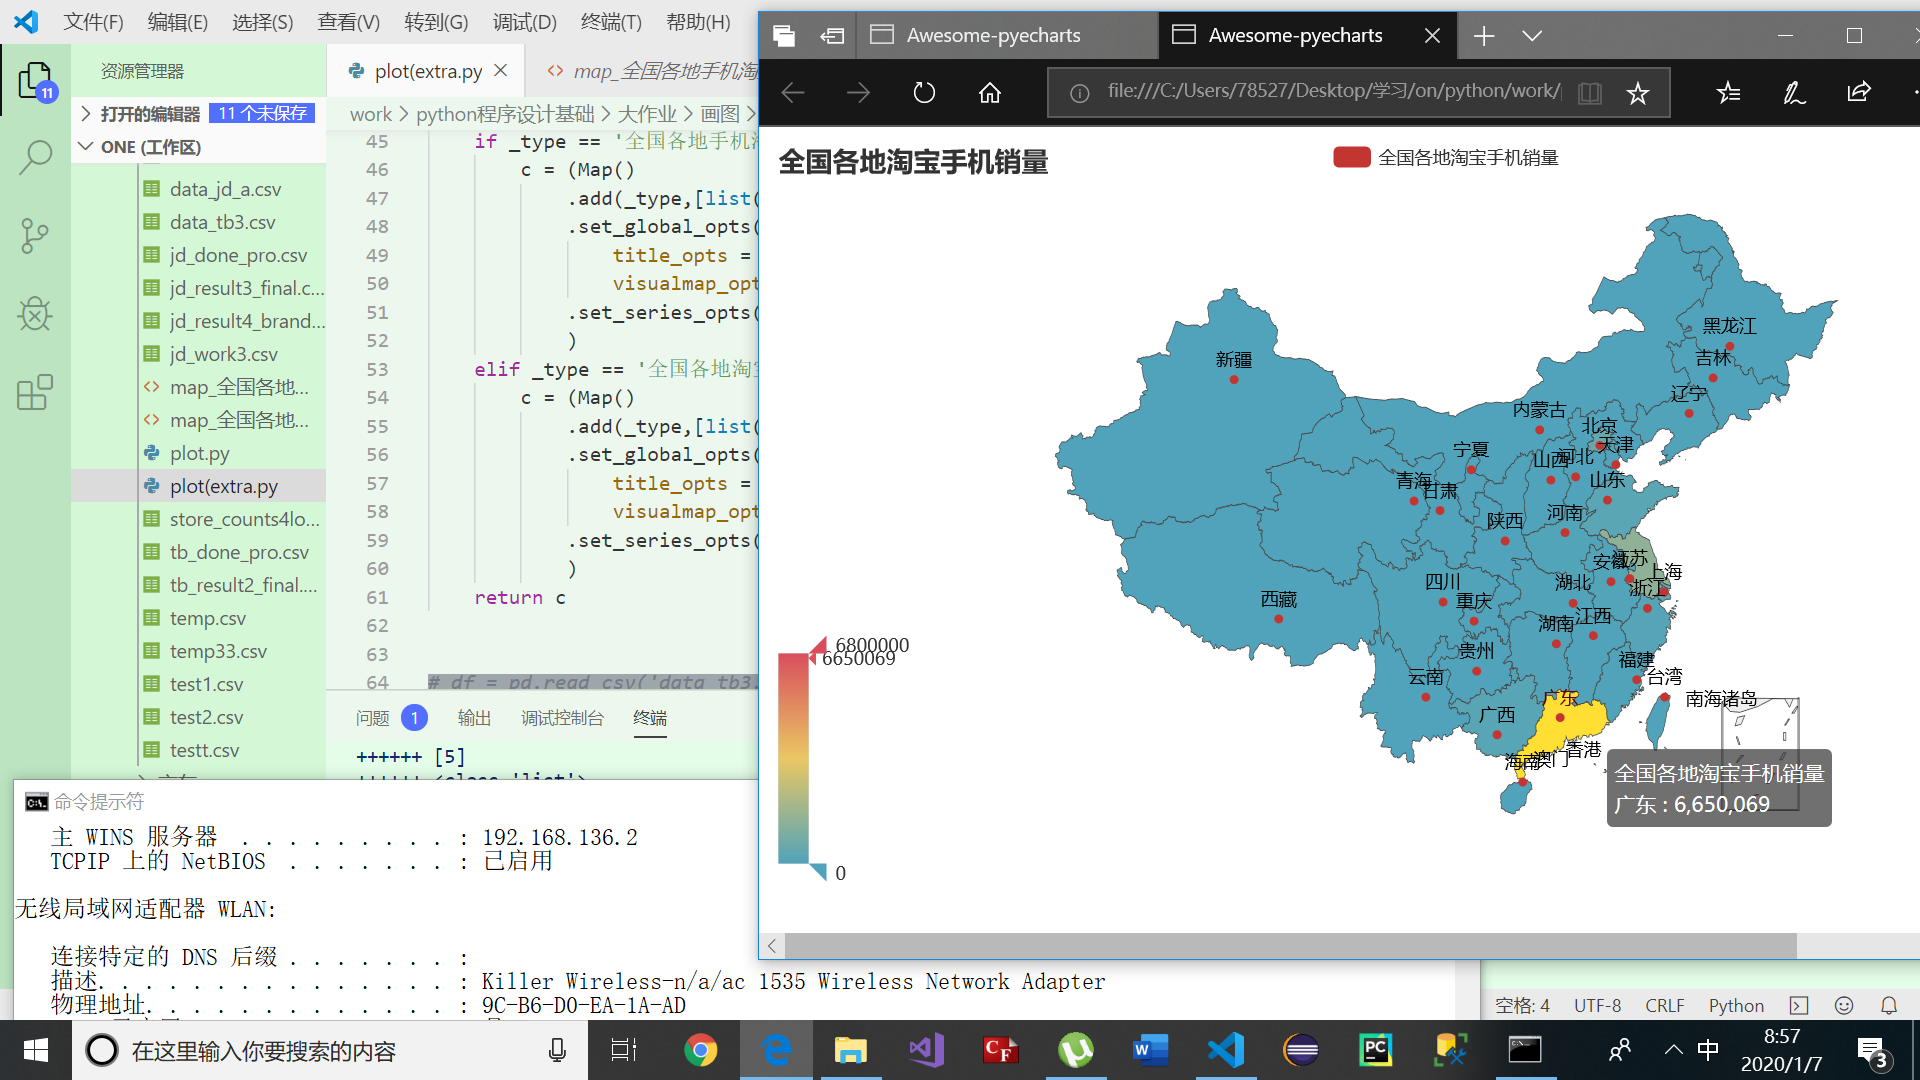 文件(F) 编辑(E) 选择(S) 查看(V) 转到(G) 调试(D) 终端(T) 帮助(H)
资源管理器
11
打开的编辑器 11 个未保存
ONE (工作区)
data_jd_a.csv
data_tb3.csv
jd_done_pro.csv
jd_result3_final.c...
jd_result4_brand...
jd_work3.csv
map_全国各地...
map_全国各地...
plot.py
plot(extra.py
store_counts4lo...
tb_done_pro.csv
tb_result2_final....
temp.csv
temp33.csv
test1.csv
test2.csv
testt.csv
plot(extra.py
map_全国各地手机淘
work > python程序设计基础 > 大作业 > 画图 >
45 if _type == '全国各地手机淘
46 c = (Map()
47 .add(_type,[list(
48 .set_global_opts(
49 title_opts =
50 visualmap_opt
51 .set_series_opts(
52 )
53 elif _type == '全国各地淘宝
54 c = (Map()
55 .add(_type,[list(
56 .set_global_opts(
57 title_opts =
58 visualmap_opt
59 .set_series_opts(
60 )
61 return c
62
63
64 # df = pd.read_csv('data_tb3.
问题 1 输出 调试控制台 终端
++++++ [5]
++++++ <class 'list'>
Awesome-pyecharts
Awesome-pyecharts
file:///C:/Users/78527/Desktop/学习/on/python/work/
全国各地淘宝手机销量
全国各地淘宝手机销量
黑龙江
吉林
新疆
辽宁
内蒙古
北京
天津
宁夏
山西
河北
山东
青海
甘肃
河南
陕西
安徽
江苏
上海
四川
湖北
浙江
重庆
西藏
湖南
江西
贵州
福建
云南
台湾
广东
南海诸岛
广西
香港
海南
澳门
6800000
6650069
0
全国各地淘宝手机销量
广东 : 6,650,069
命令提示符
主 WINS 服务器 . . . . . . . . . : 192.168.136.2
TCPIP 上的 NetBIOS . . . . . . . : 已启用
无线局域网适配器 WLAN:
连接特定的 DNS 后缀 . . . . . . . :
描述. . . . . . . . . . . . . . . : Killer Wireless-n/a/ac 1535 Wireless Network Adapter
物理地址. . . . . . . . . . . . . : 9C-B6-D0-EA-1A-AD
空格: 4 UTF-8 CRLF Python
在这里输入你要搜索的内容
中
8:57
2020/1/7
3